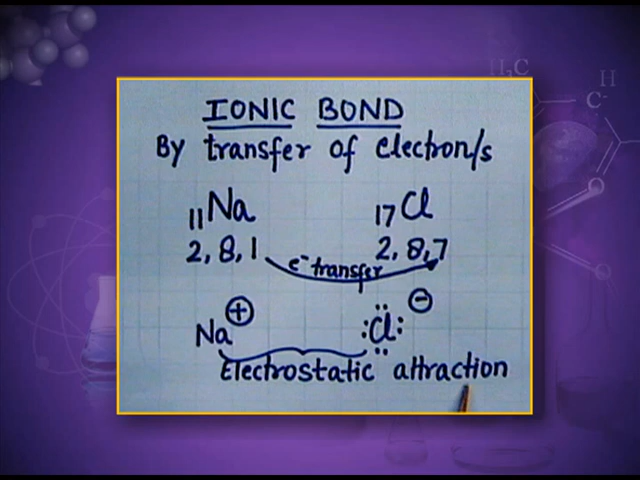 H₃C
H
C
IONIC BOND
By transfer of electron/s
₁₁Na ₁₇Cl
2, 8, 1 2, 8, 7
e⁻ transfer
Na⊕ :Cl: ⊖
Electrostatic attraction